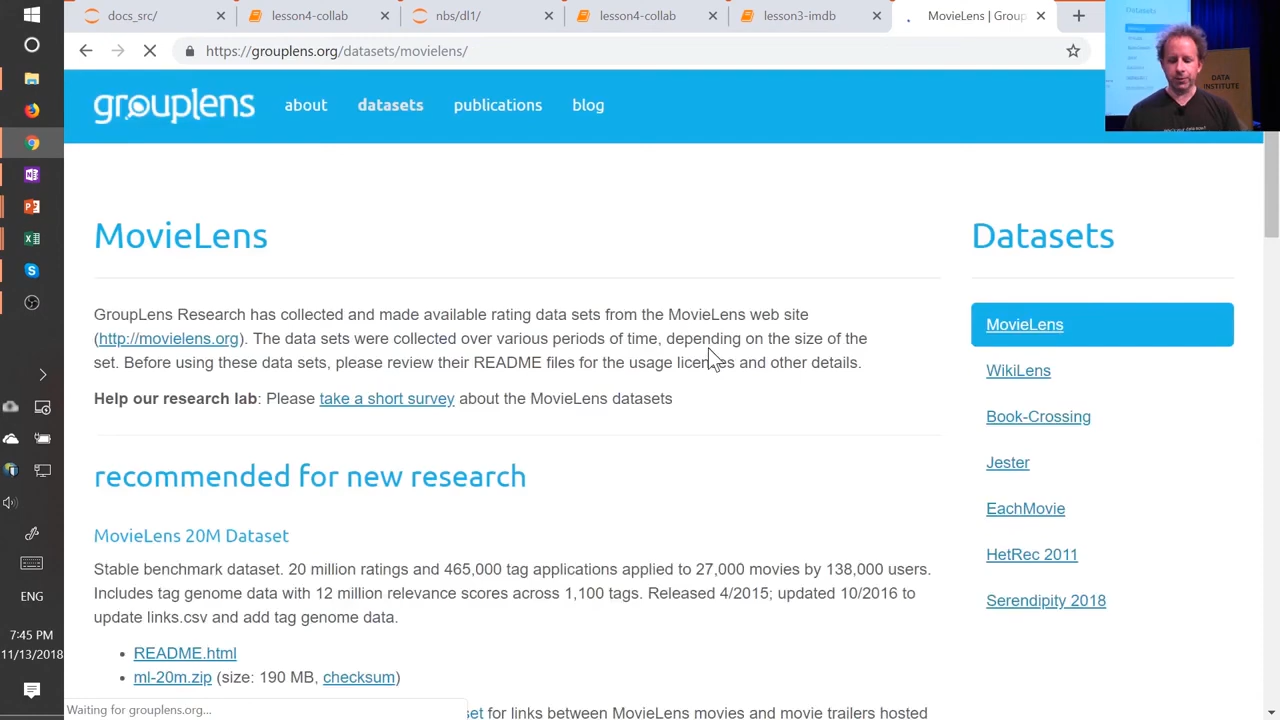 docs_src/
lesson4-collab
nbs/dl1/
lesson4-collab
lesson3-imdb
MovieLens | Group
https://grouplens.org/datasets/movielens/
DATA
INSTITUTE
grouplens
about
datasets
publications
blog
MovieLens
GroupLens Research has collected and made available rating data sets from the MovieLens web site
(http://movielens.org). The data sets were collected over various periods of time, depending on the size of the
set. Before using these data sets, please review their README files for the usage licenses and other details.
Help our research lab: Please take a short survey about the MovieLens datasets
recommended for new research
MovieLens 20M Dataset
Stable benchmark dataset. 20 million ratings and 465,000 tag applications applied to 27,000 movies by 138,000 users.
Includes tag genome data with 12 million relevance scores across 1,100 tags. Released 4/2015; updated 10/2016 to
update links.csv and add tag genome data.
• README.html
• ml-20m.zip (size: 190 MB, checksum)
set for links between MovieLens movies and movie trailers hosted
Datasets
MovieLens
WikiLens
Book-Crossing
Jester
EachMovie
HetRec 2011
Serendipity 2018
ENG
7:45 PM
11/13/2018
Waiting for grouplens.org...